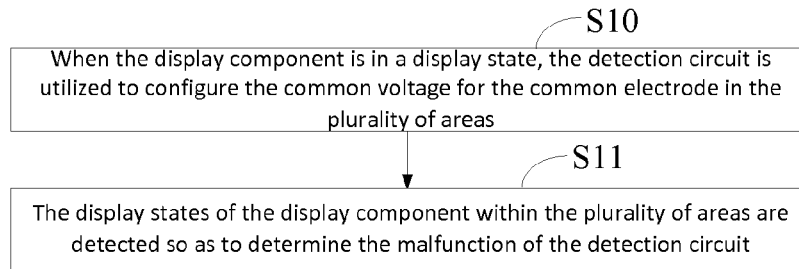 S10
When the display component is in a display state, the detection circuit is
utilized to configure the common voltage for the common electrode in the
plurality of areas
S11
The display states of the display component within the plurality of areas are
detected so as to determine the malfunction of the detection circuit